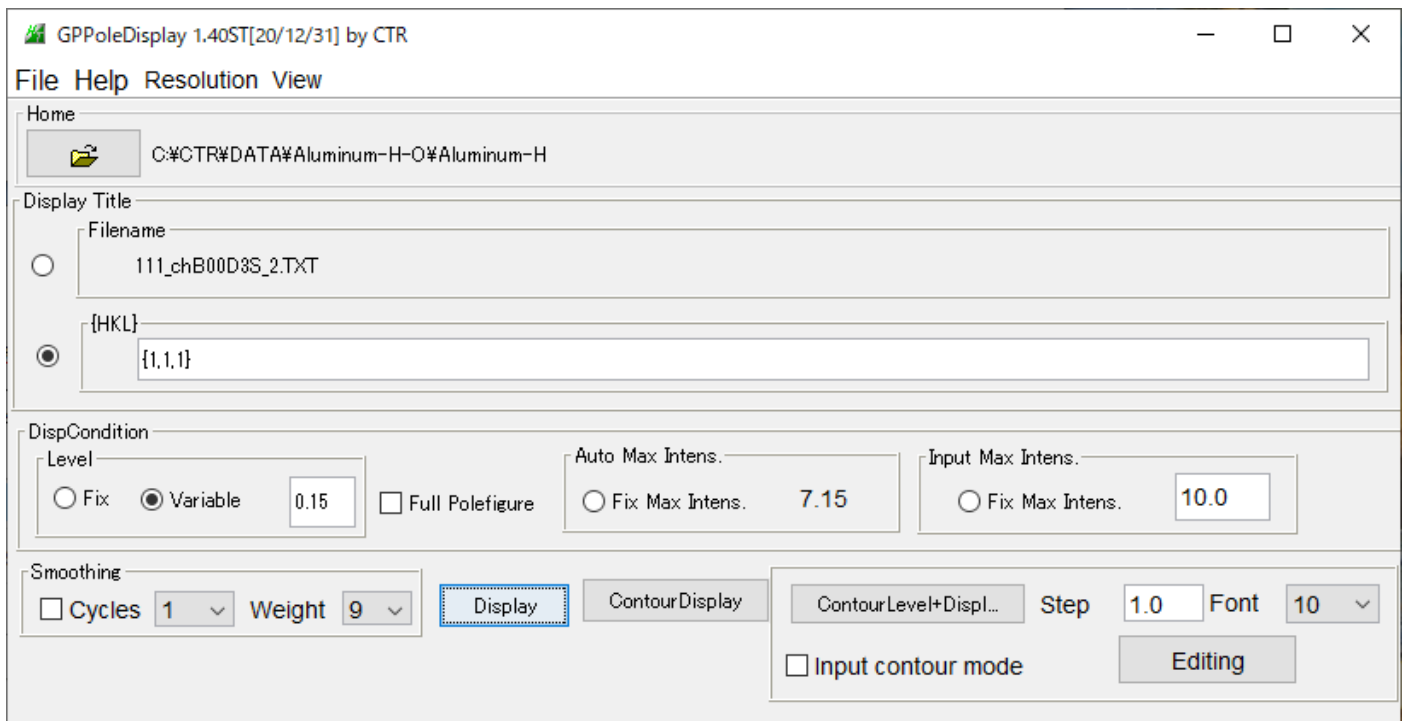 GPPoleDisplay 1.40ST[20/12/31] by CTR
File Help Resolution View
Home
C:¥CTR¥DATA¥Aluminum-H-O¥Aluminum-H
Display Title
Filename
111_chB00D3S_2.TXT
{HKL}
{1,1,1}
DispCondition
Level
Fix Variable 0.15
Full Polefigure
Auto Max Intens.
Fix Max Intens. 7.15
Input Max Intens.
Fix Max Intens. 10.0
Smoothing
Cycles 1 Weight 9
Display
ContourDisplay
ContourLevel+Displ... Step 1.0 Font 10
Input contour mode
Editing